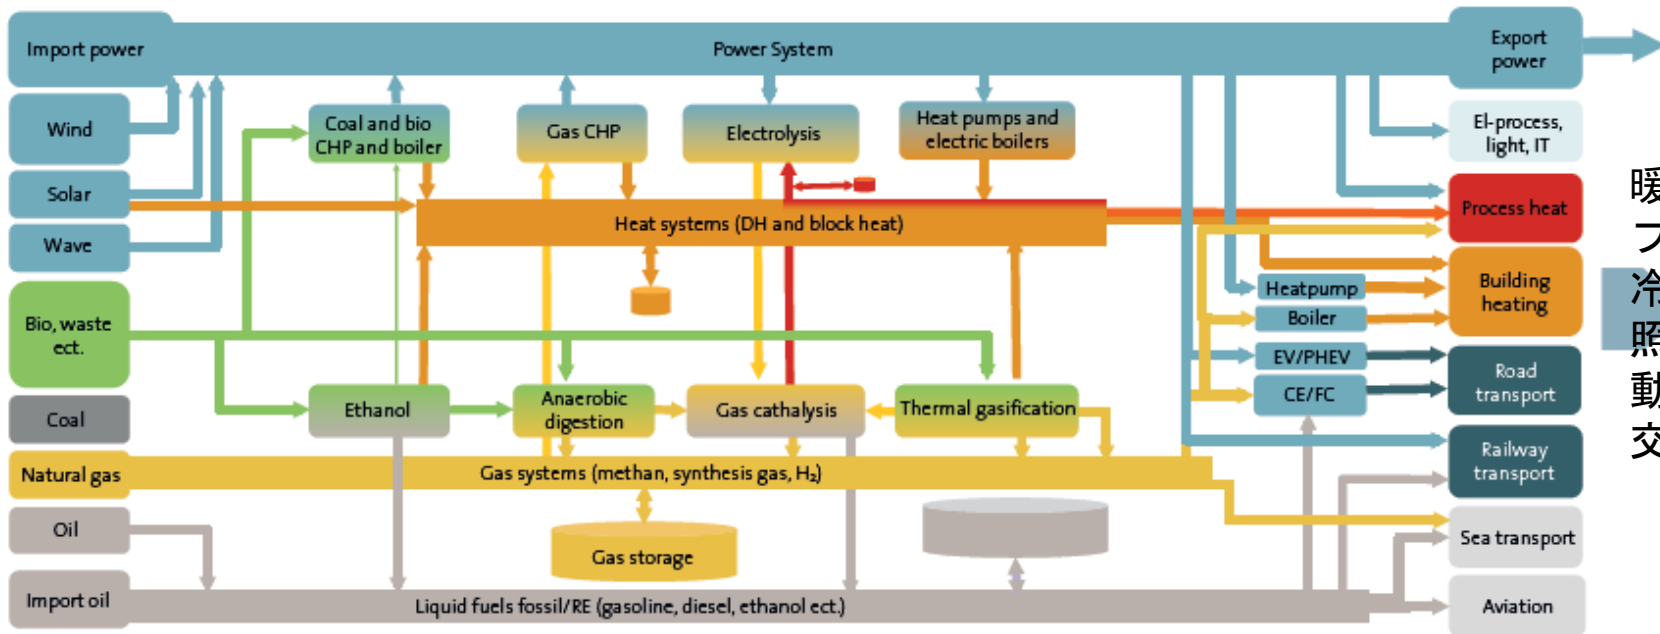 Import power
Power System
Export
power
Wind
Coal and bio
CHP and boiler
Gas CHP
Electrolysis
Heat pumps and
electric boilers
El-process,
light, IT
Solar
Process heat
Heat systems (DH and block heat)
Wave
Heatpump
Building
heating
Boiler
Bio, waste
ect.
EV/PHEV
Road
transport
CE/FC
Coal
Ethanol
Anaerobic
digestion
Gas cathalysis
Thermal gasification
Railway
transport
Natural gas
Gas systems (methan, synthesis gas, H₂)
Oil
Gas storage
Sea transport
Import oil
Liquid fuels fossil/RE (gasoline, diesel, ethanol ect.)
Aviation
暖
冷
照
動
交